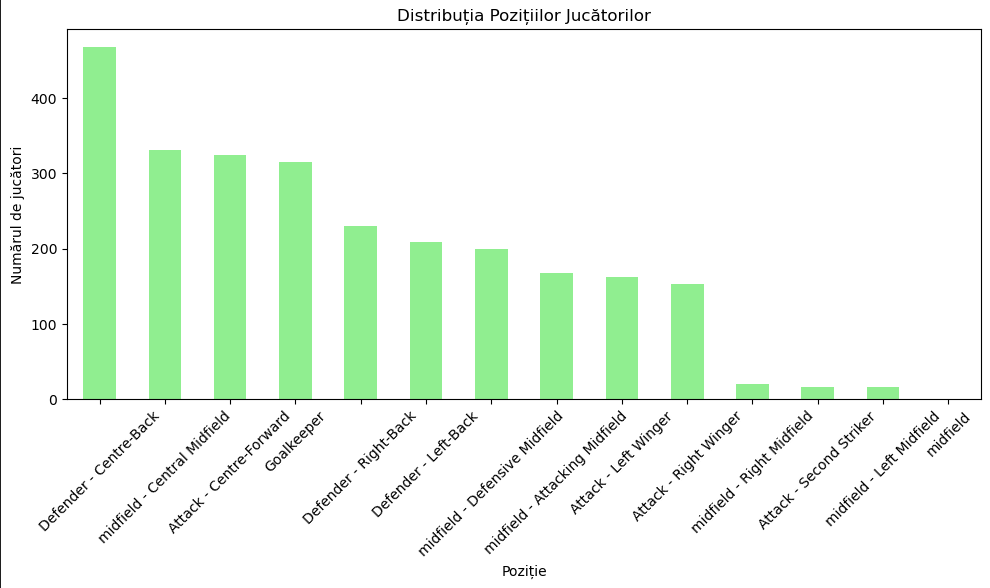 Distribuția Pozițiilor Jucătorilor
Numărul de jucători
400
300
200
100
0
Defender - Centre-Back
midfield - Central Midfield
Attack - Centre-Forward
Goalkeeper
Defender - Right-Back
Defender - Left-Back
midfield - Defensive Midfield
midfield - Attacking Midfield
Attack - Left Winger
Attack - Right Winger
midfield - Right Midfield
Attack - Second Striker
midfield - Left Midfield
midfield
Poziție